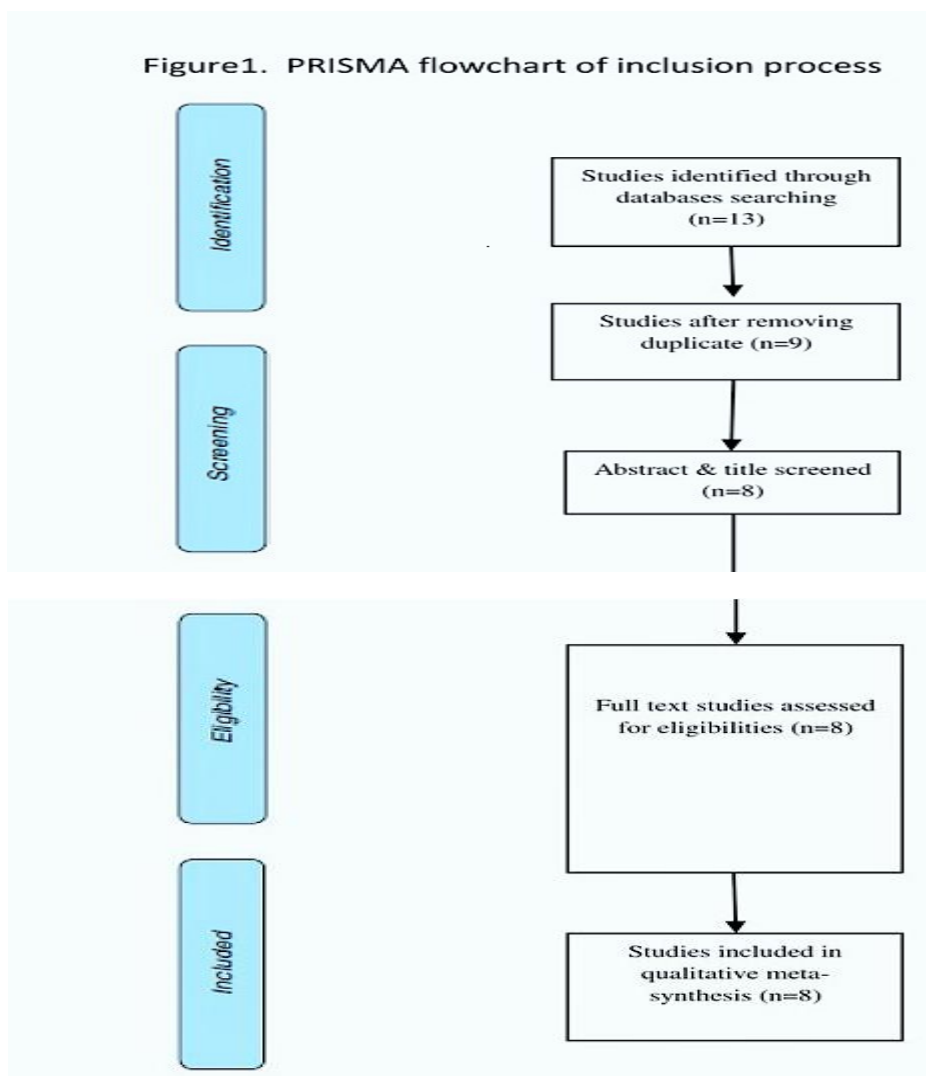 Figure1. PRISMA flowchart of inclusion process
Identification
Studies identified through
databases searching
(n=13)
Studies after removing
duplicate (n=9)
Screening
Abstract & title screened
(n=8)
Eligibility
Full text studies assessed
for eligibilities (n=8)
Included
Studies included in
qualitative meta-
synthesis (n=8)